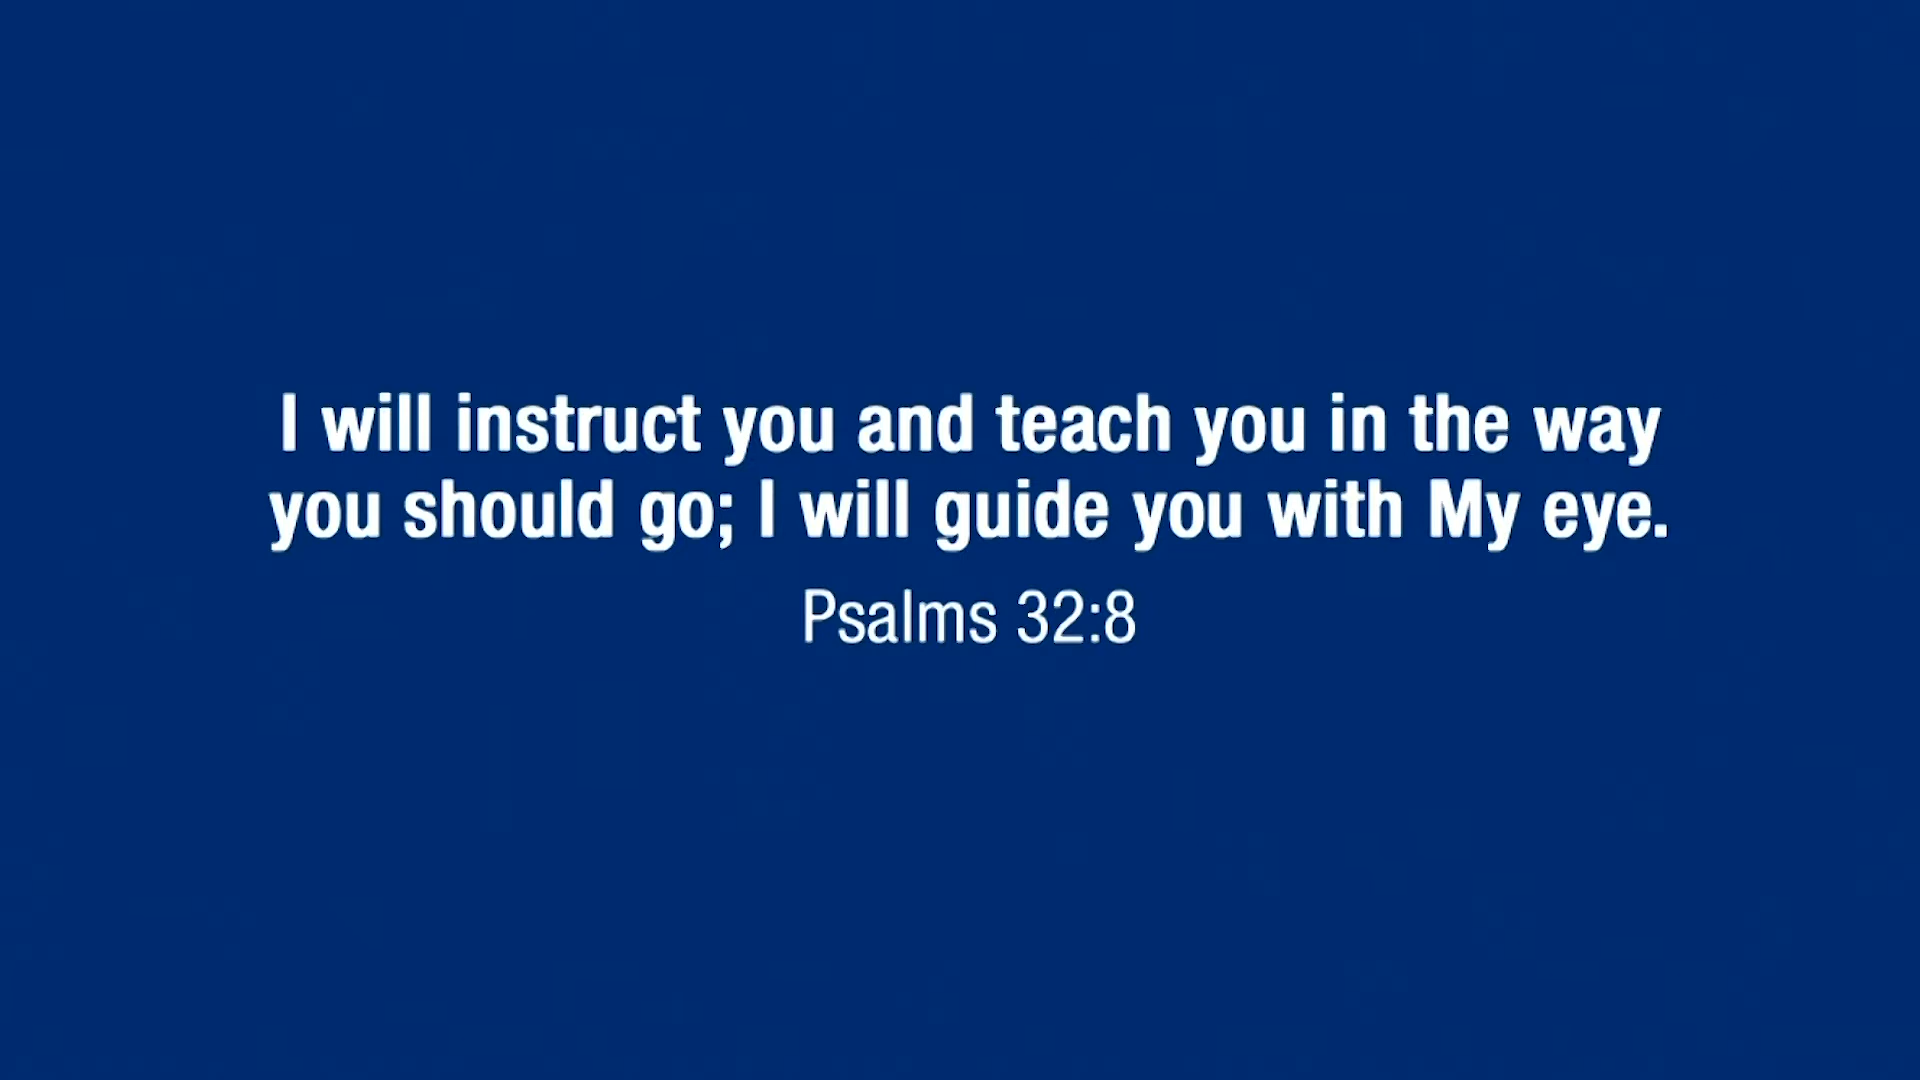 I will instruct you and teach you in the way
you should go; I will guide you with My eye.
Psalms 32:8